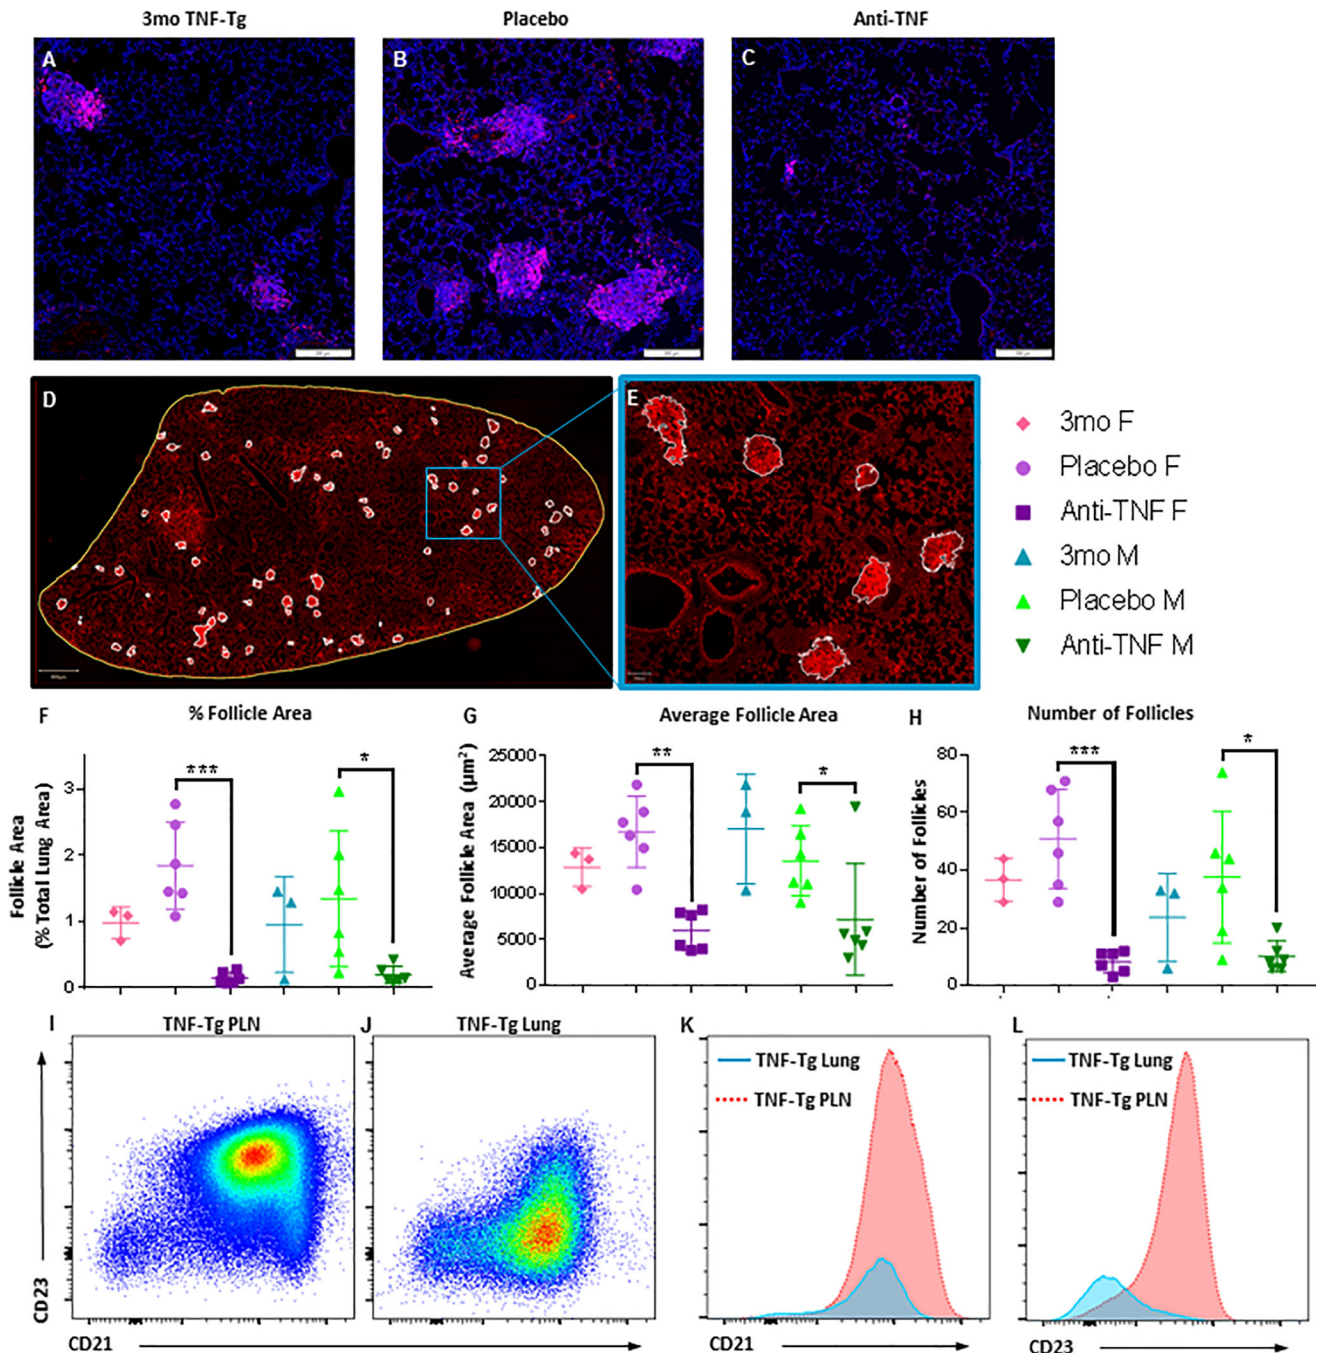 3mo TNF-Tg
Placebo
Anti-TNF
A
B
C
D
E
3mo F
Placebo F
Anti-TNF F
3mo M
Placebo M
Anti-TNF M
F
% Follicle Area
G
Average Follicle Area
H
Number of Follicles
Follicle Area
(% Total Lung Area)
3
2
1
0
***
*
Average Follicle Area (µm²)
25000
20000
15000
10000
5000
0
**
*
Number of Follicles
80
60
40
20
0
***
*
I
TNF-Tg PLN
J
TNF-Tg Lung
K
L
TNF-Tg Lung
TNF-Tg PLN
TNF-Tg Lung
TNF-Tg PLN
CD23
CD21
CD21
CD23